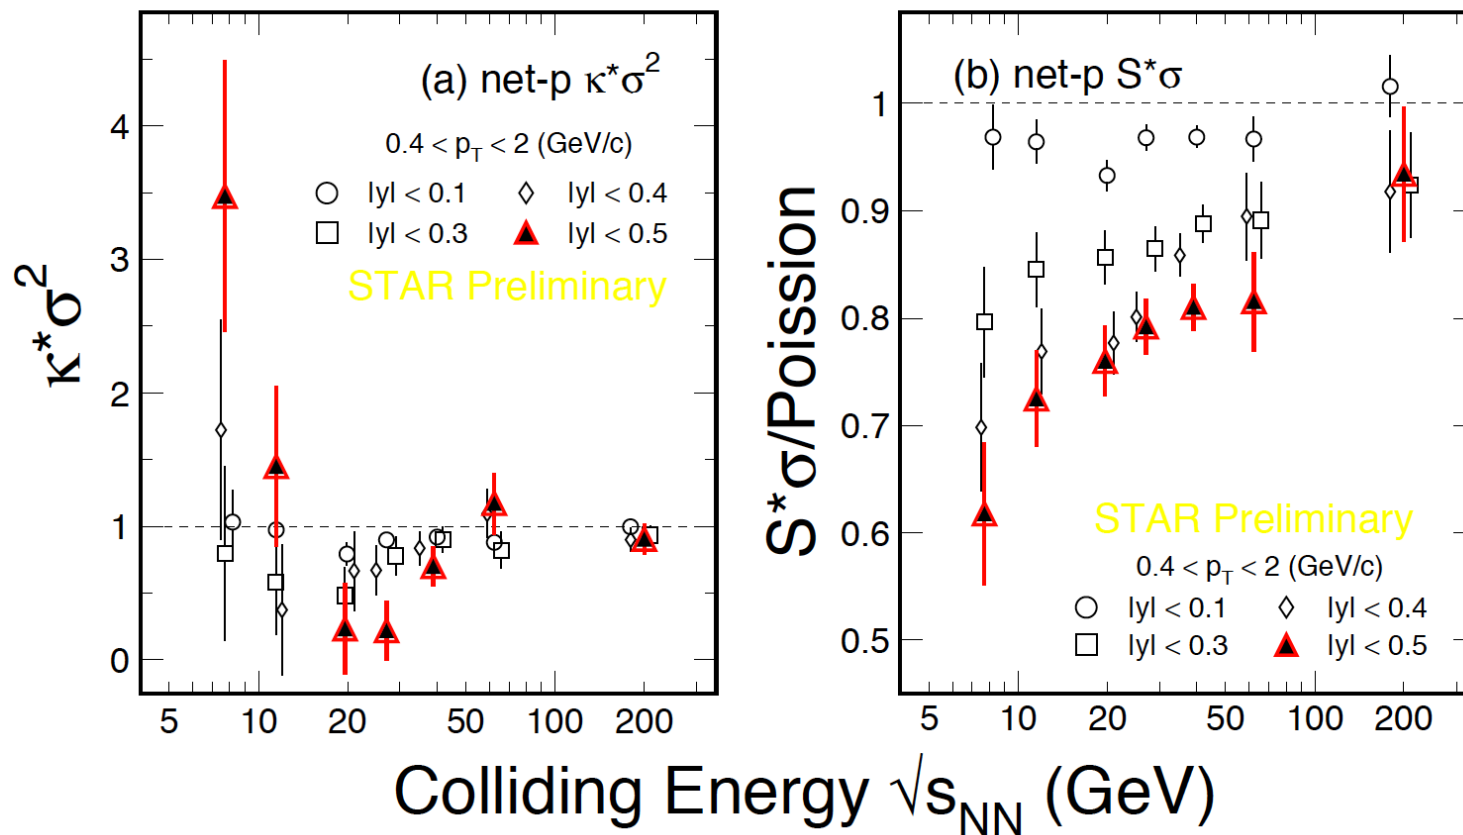 (a) net-p κ*σ²
0.4 < p_T < 2 (GeV/c)
|y| < 0.1
|y| < 0.4
|y| < 0.3
|y| < 0.5
STAR Preliminary
κ*σ²
4
3
2
1
0
5 10 20 50 100 200
(b) net-p S*σ
S*σ/Poission
1
0.9
0.8
0.7
0.6
0.5
STAR Preliminary
0.4 < p_T < 2 (GeV/c)
|y| < 0.1
|y| < 0.4
|y| < 0.3
|y| < 0.5
5 10 20 50 100 200
Colliding Energy √s_NN (GeV)